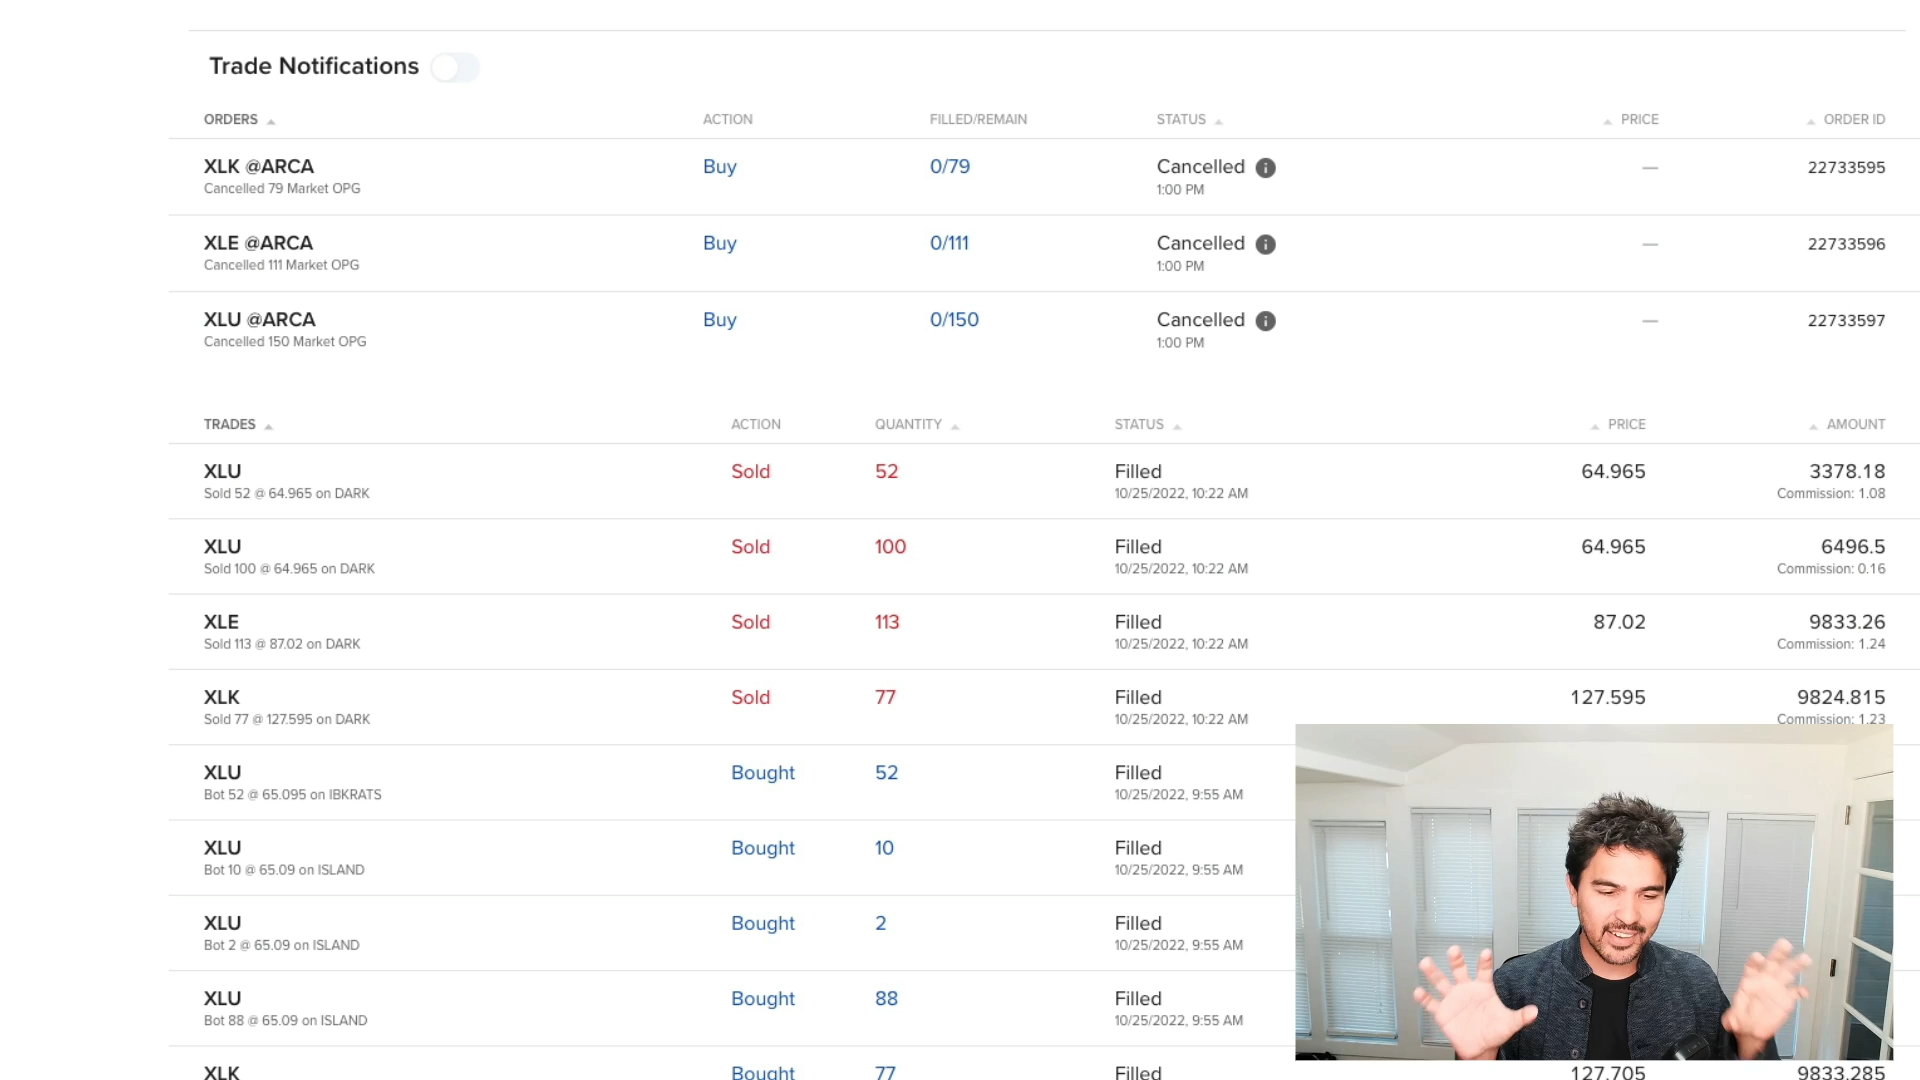 Trade Notifications
ORDERS ACTION FILLED/REMAIN STATUS PRICE ORDER ID
XLK @ARCA Buy 0/79 Cancelled — 22733595
Cancelled 79 Market OPG 1:00 PM
XLE @ARCA Buy 0/111 Cancelled — 22733596
Cancelled 111 Market OPG 1:00 PM
XLU @ARCA Buy 0/150 Cancelled — 22733597
Cancelled 150 Market OPG 1:00 PM
TRADES ACTION QUANTITY STATUS PRICE AMOUNT
XLU Sold 52 Filled 64.965 3378.18
Sold 52 @ 64.965 on DARK 10/25/2022, 10:22 AM Commission: 1.08
XLU Sold 100 Filled 64.965 6496.5
Sold 100 @ 64.965 on DARK 10/25/2022, 10:22 AM Commission: 0.16
XLE Sold 113 Filled 87.02 9833.26
Sold 113 @ 87.02 on DARK 10/25/2022, 10:22 AM Commission: 1.24
XLK Sold 77 Filled 127.595 9824.815
Sold 77 @ 127.595 on DARK 10/25/2022, 10:22 AM Commission: 1.23
XLU Bought 52 Filled
Bot 52 @ 65.095 on IBKRATS 10/25/2022, 9:55 AM
XLU Bought 10 Filled
Bot 10 @ 65.09 on ISLAND 10/25/2022, 9:55 AM
XLU Bought 2 Filled
Bot 2 @ 65.09 on ISLAND 10/25/2022, 9:55 AM
XLU Bought 88 Filled
Bot 88 @ 65.09 on ISLAND 10/25/2022, 9:55 AM
XLK Bought 77 Filled 127.705 9833.285